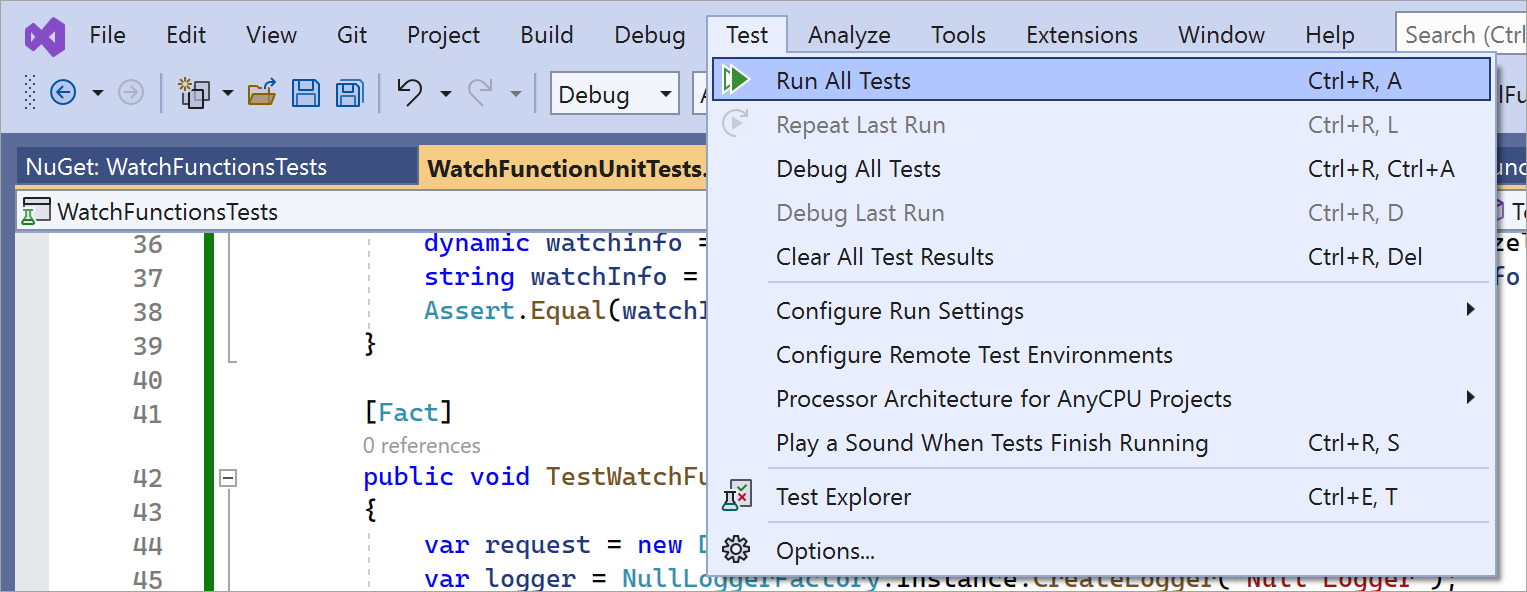 File Edit View Git Project Build Debug Test Analyze Tools Extensions Window Help Search (Ctrl
Debug
Run All Tests Ctrl+R, A
Repeat Last Run Ctrl+R, L
Debug All Tests Ctrl+R, Ctrl+A
Debug Last Run Ctrl+R, D
Clear All Test Results Ctrl+R, Del
Configure Run Settings
Configure Remote Test Environments
Processor Architecture for AnyCPU Projects
Play a Sound When Tests Finish Running Ctrl+R, S
Test Explorer Ctrl+E, T
Options...
NuGet: WatchFunctionsTests WatchFunctionUnitTests.
WatchFunctionsTests
36 dynamic watchinfo =
37 string watchInfo =
38 Assert.Equal(watchI
39 }
40
41 [Fact]
0 references
42 public void TestWatchFu
43 {
44 var request = new D
45 var logger = NullLoggerFactory.Instance.CreateLogger("Null Logger");